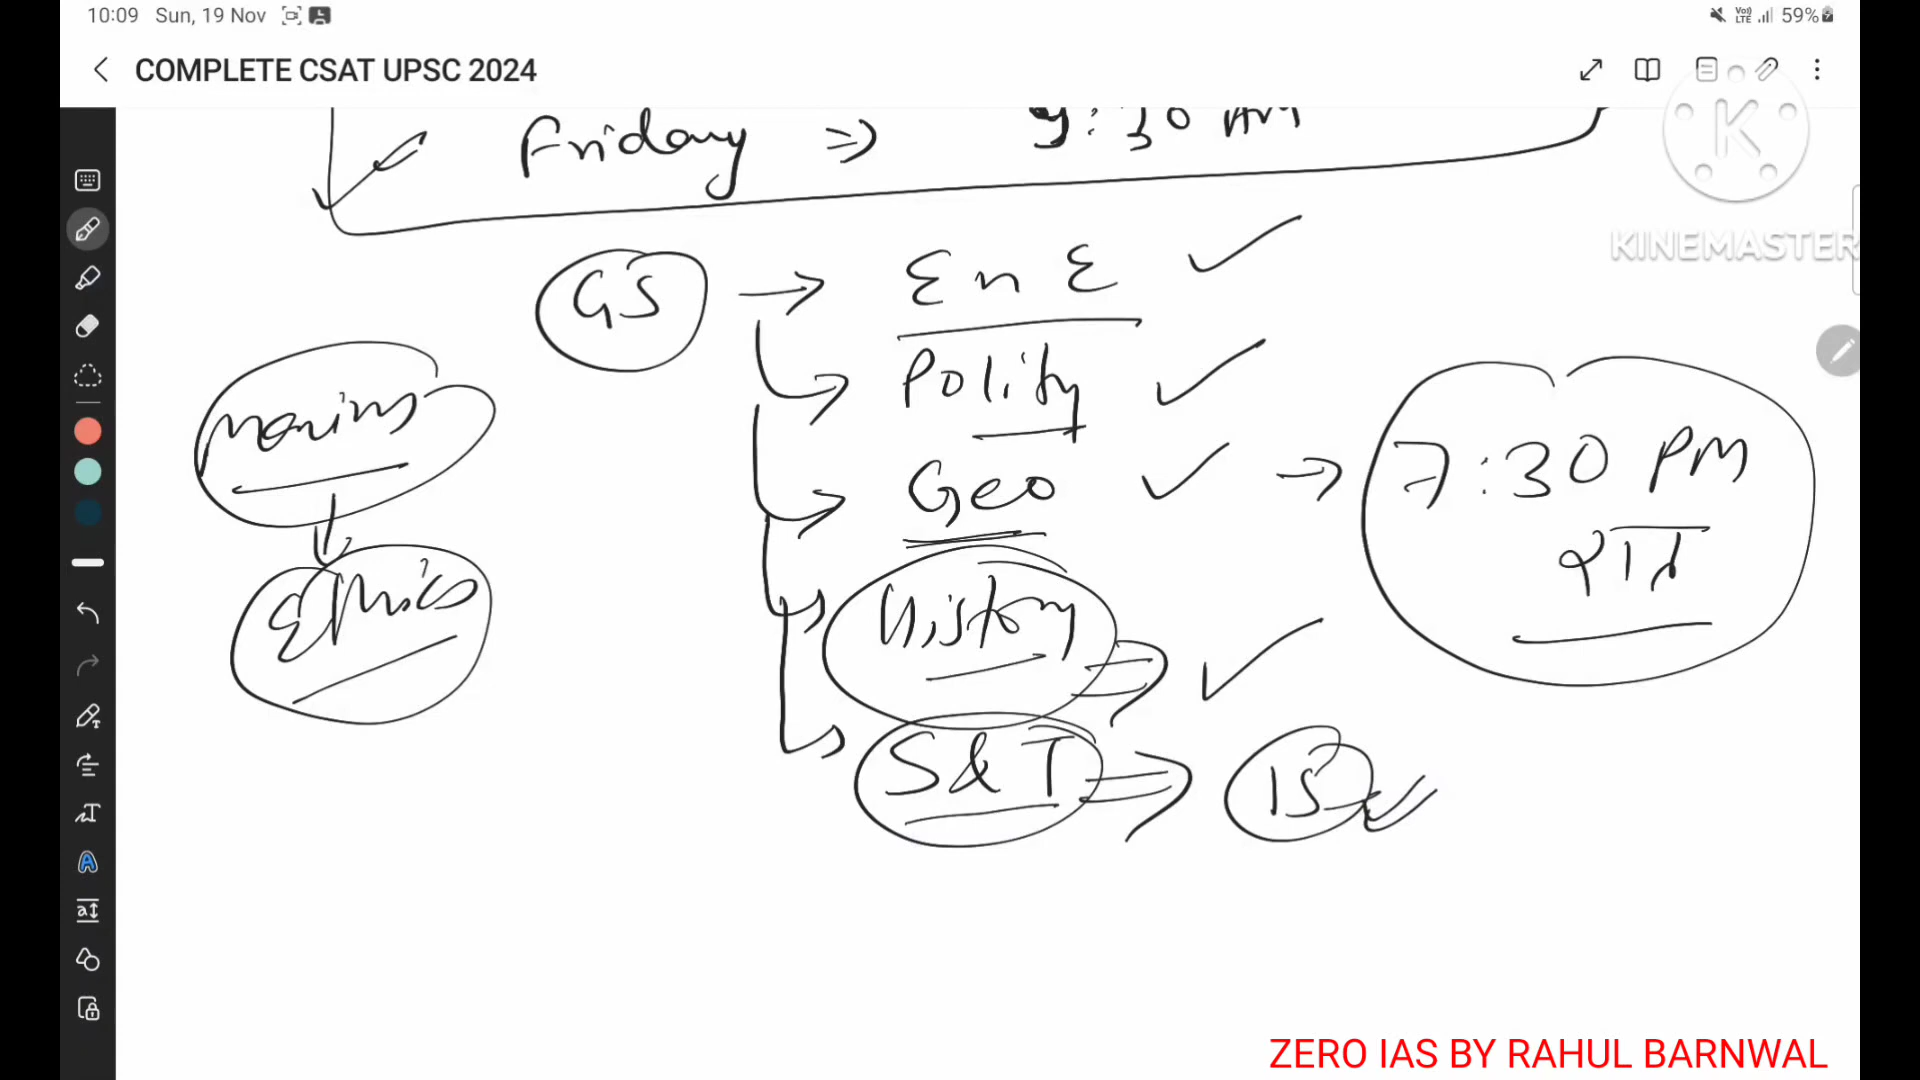 10:09 Sun, 19 Nov
59%
COMPLETE CSAT UPSC 2024
KINEMASTER
Friday ⇒ 9:30 AM
GS → EnE ✓
Polity ✓
Geo ✓ → 7:30 PM
रात
History ⇒ ✓
S&T ⇒ 15 ✓
Mains
Ethics
ZERO IAS BY RAHUL BARNWAL